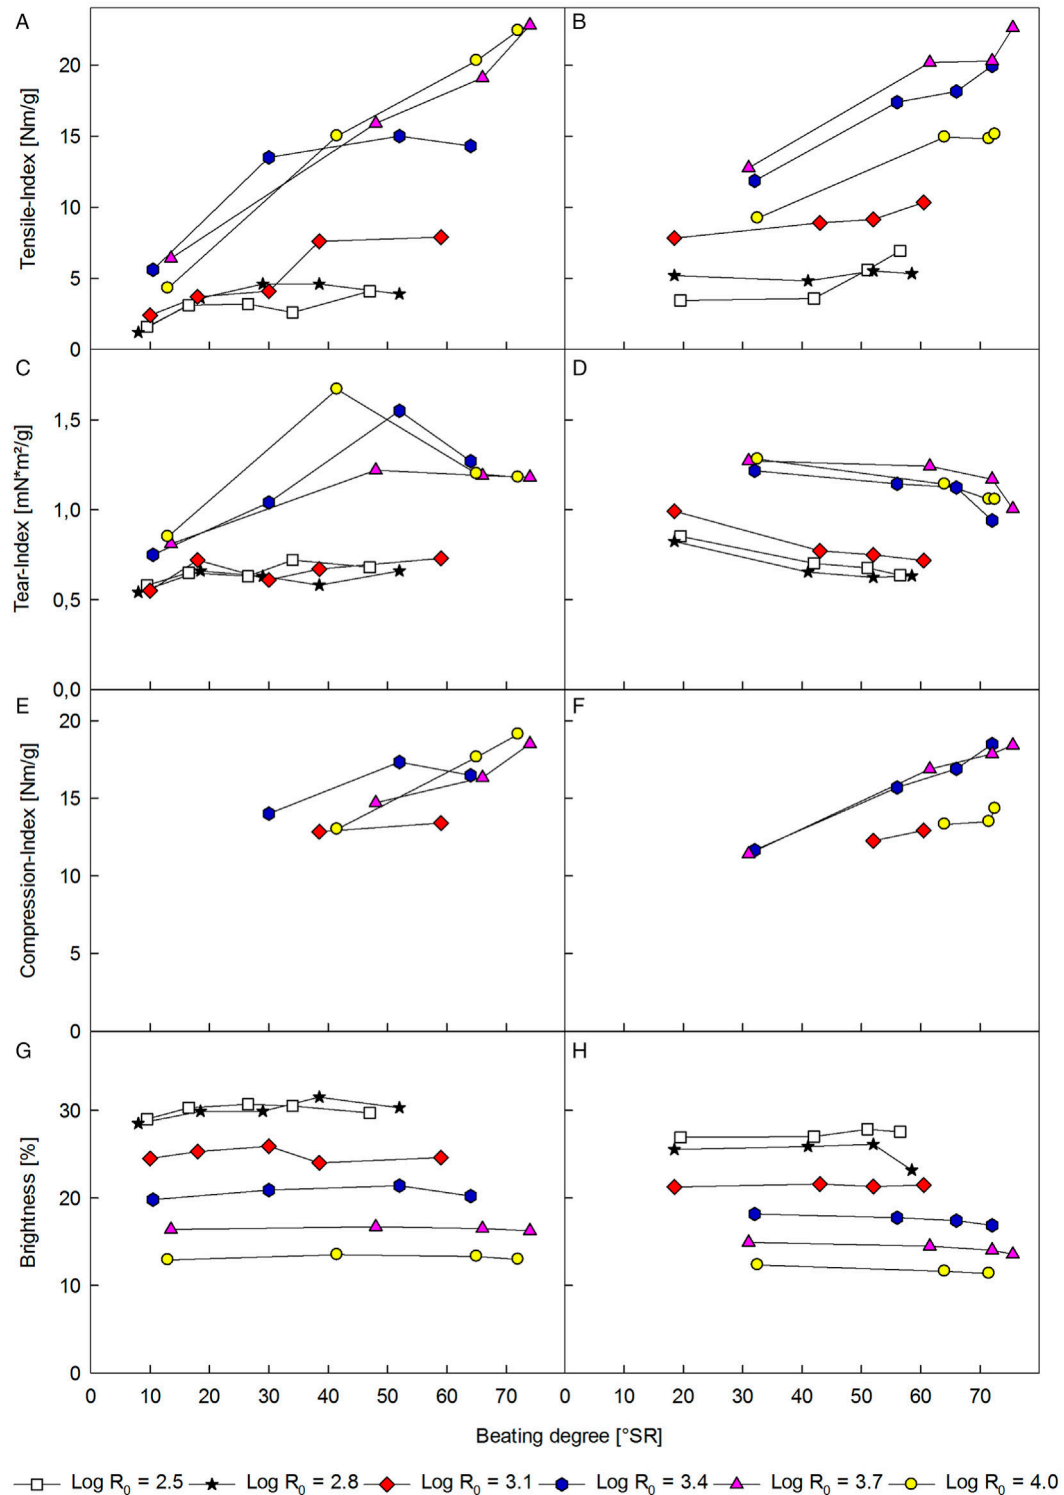 A
B
Tensile-Index [Nm/g]
20
15
10
5
0
C
D
Tear-Index [mN*m²/g]
1,5
1,0
0,5
0,0
E
F
Compression-Index [Nm/g]
20
15
10
5
0
G
H
Brightness [%]
30
20
10
0
0 10 20 30 40 50 60 70 0 10 20 30 40 50 60 70 80
Beating degree [°SR]
Log R₀ = 2.5 Log R₀ = 2.8 Log R₀ = 3.1 Log R₀ = 3.4 Log R₀ = 3.7 Log R₀ = 4.0